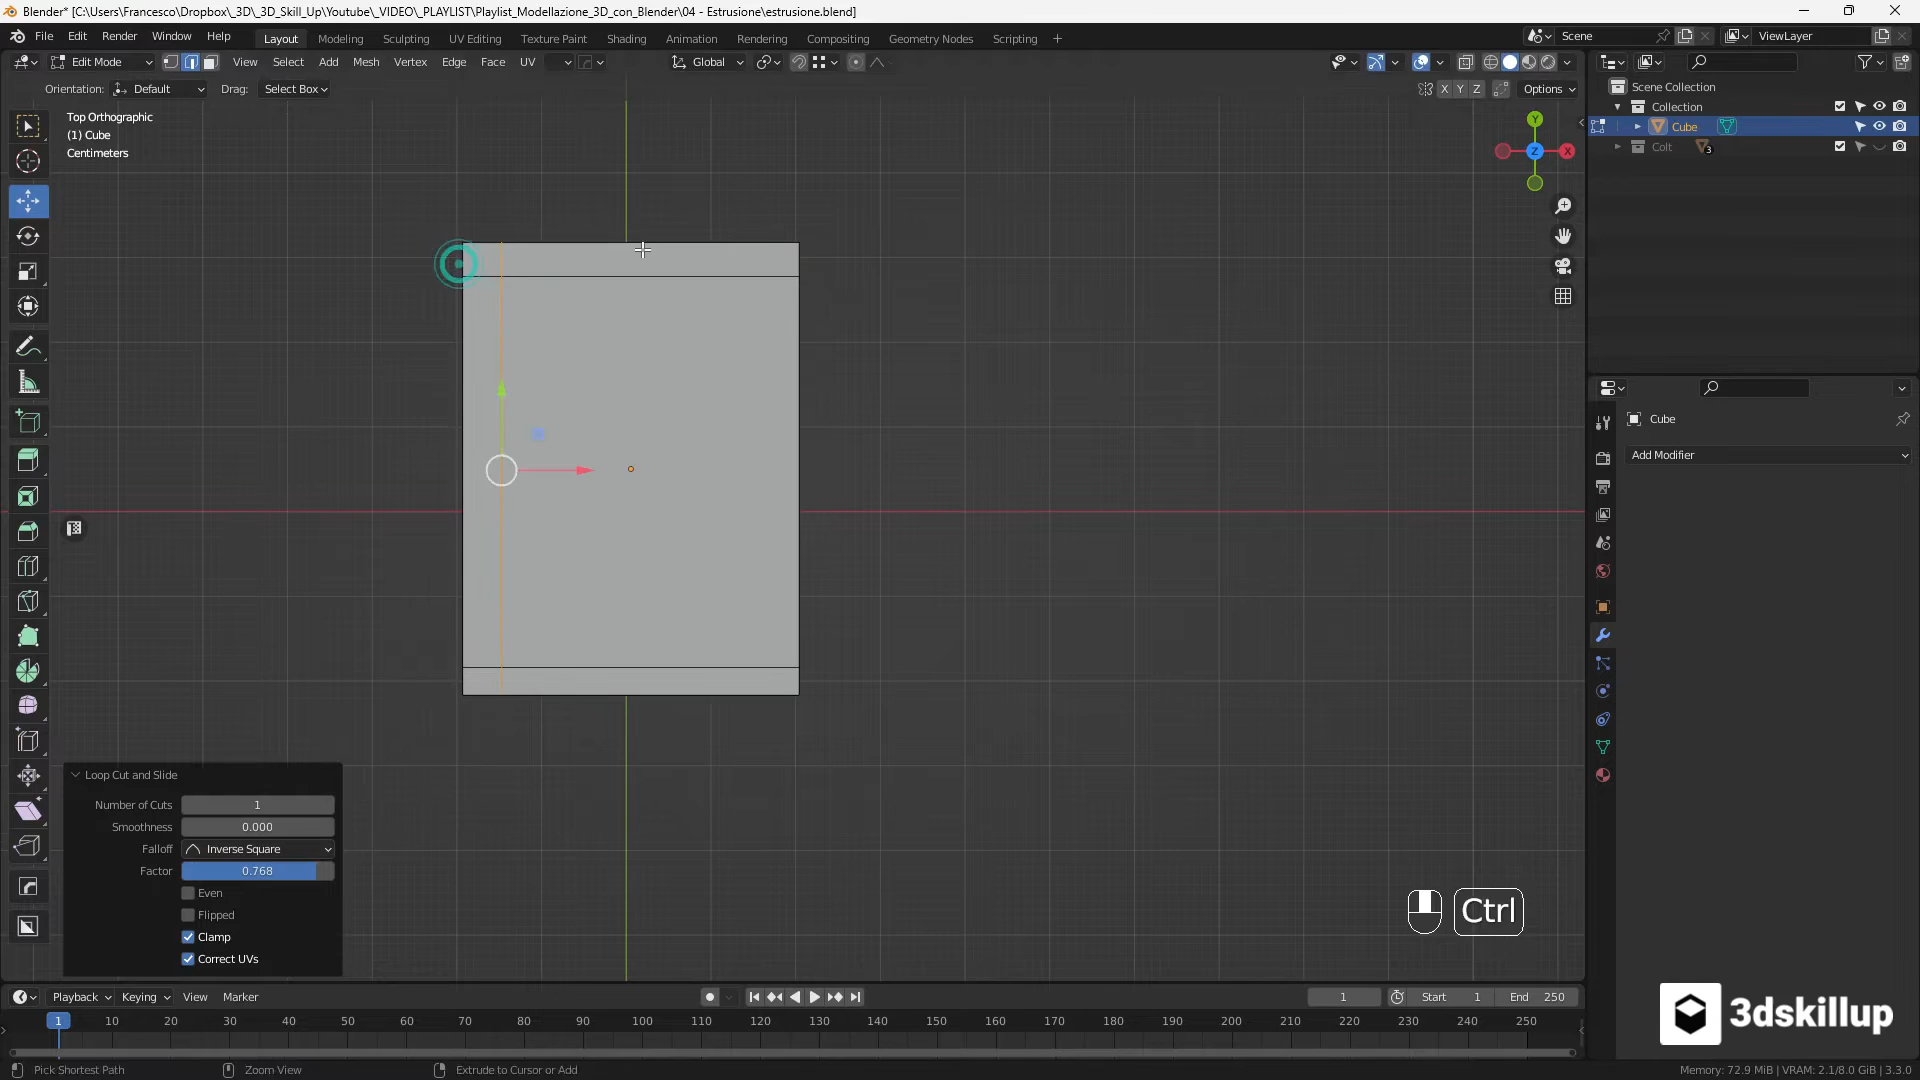 Blender* [C:\Users\Francesco\Dropbox\_3D\_3D_Skill_Up\Youtube\_VIDEO\_PLAYLIST\Playlist_Modellazione_3D_con_Blender\04 - Estrusione\estrusione.blend]
File Edit Render Window Help Layout Modeling Sculpting UV Editing Texture Paint Shading Animation Rendering Compositing Geometry Nodes Scripting + Scene ViewLayer
Edit Mode View Select Add Mesh Vertex Edge Face UV Global
Orientation: Default Drag: Select Box X Y Z Options
Scene Collection
Collection
Cube
Colt 3
Top Orthographic
(1) Cube
Centimeters
Y
Z
X
Cube
Add Modifier
Loop Cut and Slide
Number of Cuts 1
Smoothness 0.000
Falloff Inverse Square
Factor 0.768
Even
Flipped
Clamp
Correct UVs
Ctrl
Playback Keying View Marker 1 Start 1 End 250
1 10 20 30 40 50 60 70 80 90 100 110 120 130 140 150 160 170 180 190 200 210 220 230 240 250
3dskillup
Pick Shortest Path Zoom View Extrude to Cursor or Add Memory: 72.9 MiB | VRAM: 2.1/8.0 GiB | 3.3.0